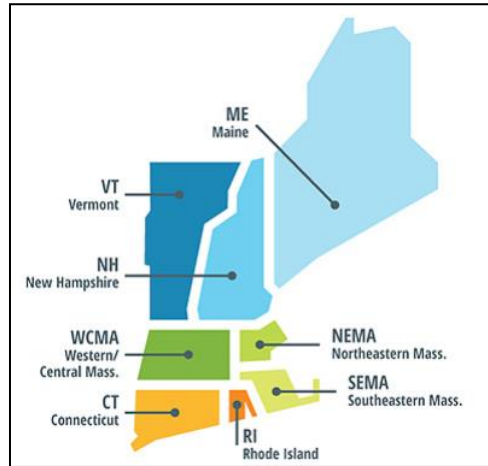 ME
Maine
VT
Vermont
NH
New Hampshire
WCMA
Western/
Central Mass.
NEMA
Northeastern Mass.
SEMA
Southeastern Mass.
CT
Connecticut
RI
Rhode Island